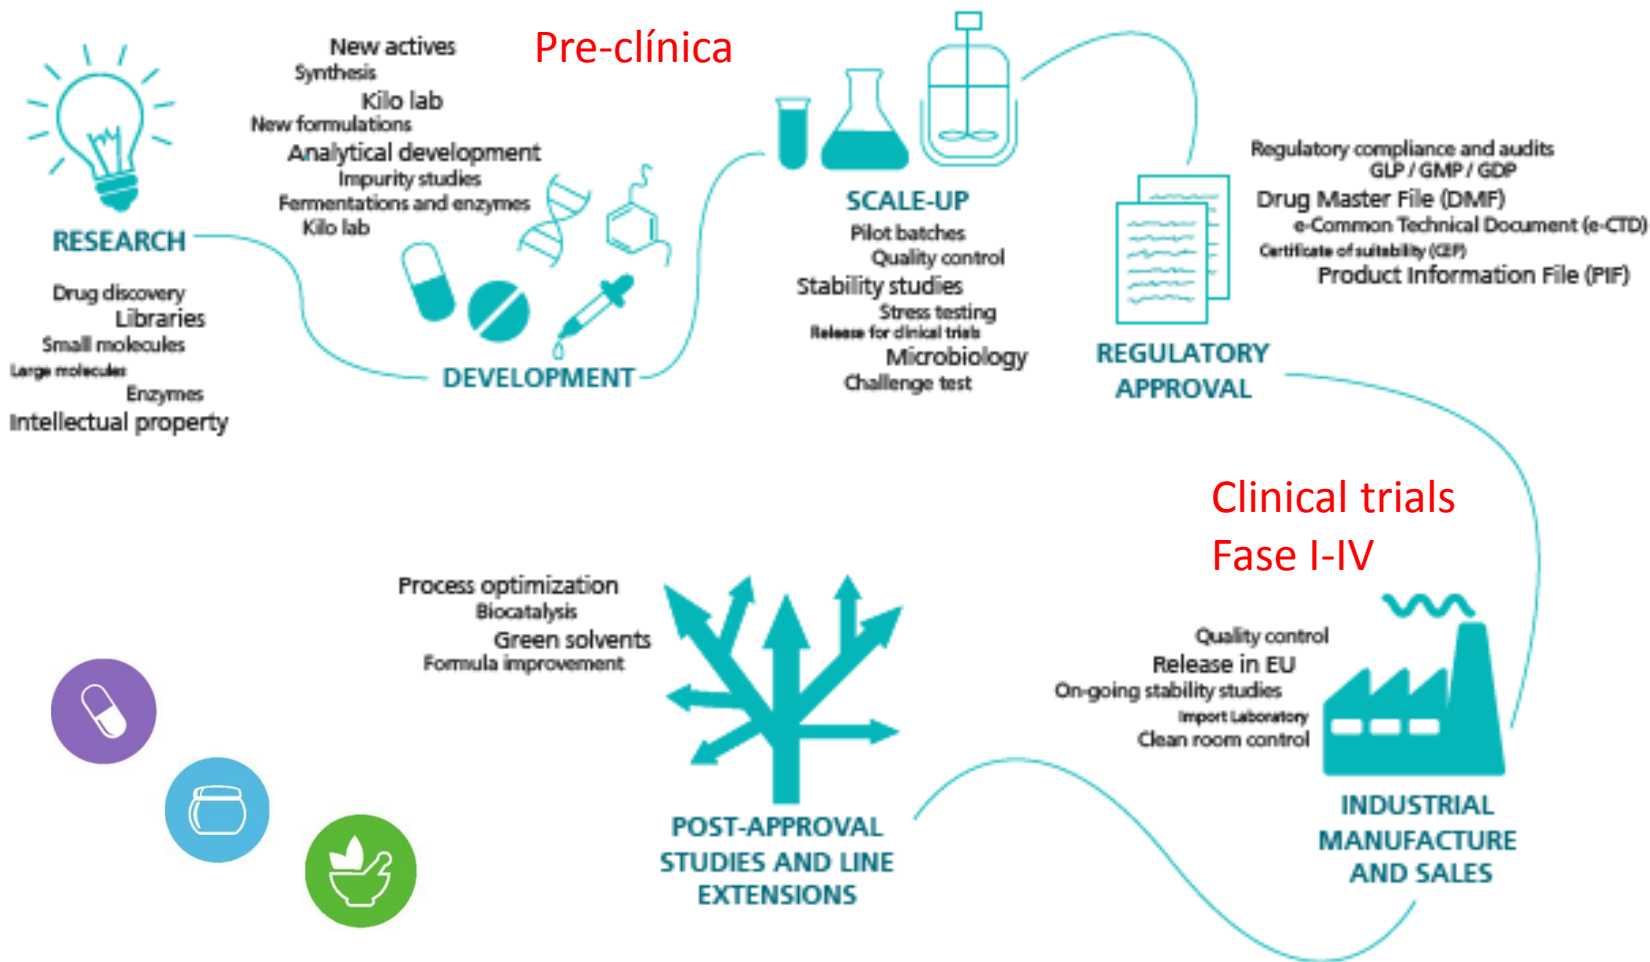 Pre-clínica
RESEARCH
Drug discovery
Libraries
Small molecules
Large molecules
Enzymes
Intellectual property
New actives
Synthesis
Kilo lab
New formulations
Analytical development
Impurity studies
Fermentations and enzymes
Kilo lab
DEVELOPMENT
SCALE-UP
Pilot batches
Quality control
Stability studies
Stress testing
Release for clinical trials
Microbiology
Challenge test
Regulatory compliance and audits
GLP / GMP / GDP
Drug Master File (DMF)
e-Common Technical Document (e-CTD)
Certificate of suitability (CEP)
Product Information File (PIF)
REGULATORY
APPROVAL
Clinical trials
Fase I-IV
Quality control
Release in EU
On-going stability studies
Import Laboratory
Clean room control
INDUSTRIAL
MANUFACTURE
AND SALES
Process optimization
Biocatalysis
Green solvents
Formula improvement
POST-APPROVAL
STUDIES AND LINE
EXTENSIONS